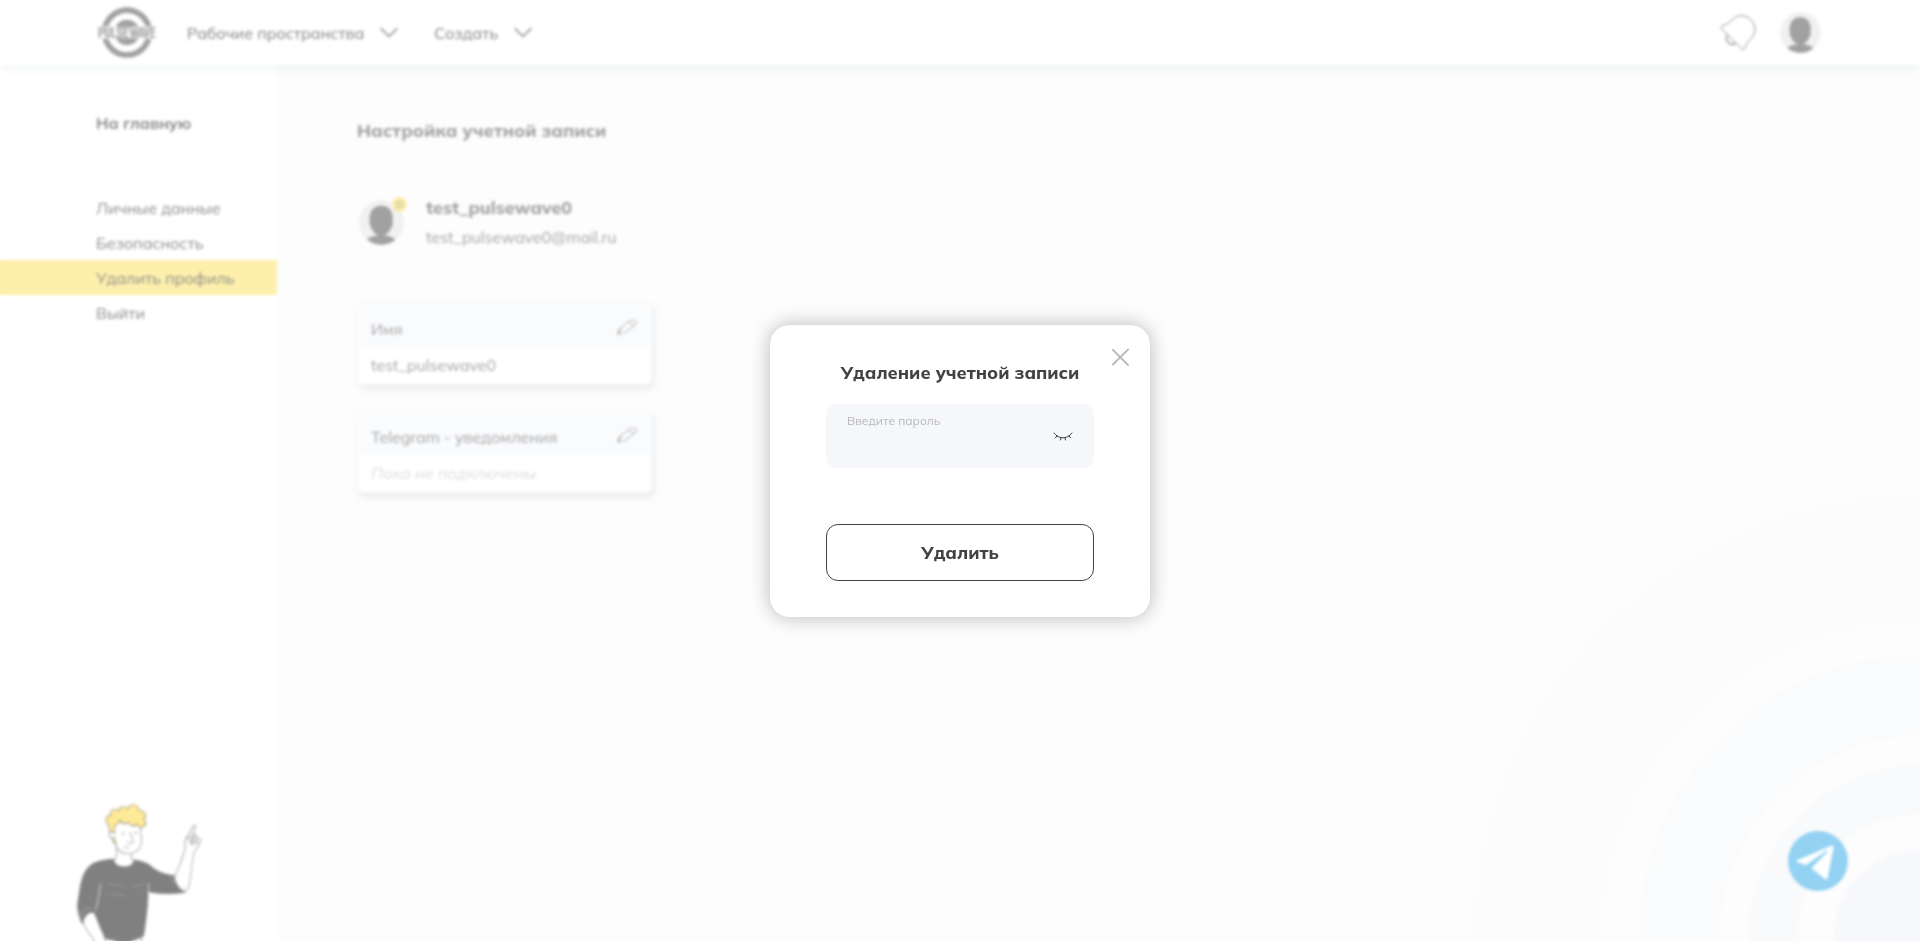 PULSEWAVE
Рабочие пространства
Создать
На главную
Настройка учетной записи
Личные данные
Безопасность
Удалить профиль
Выйти
test_pulsewave0
test_pulsewave0@mail.ru
Имя
test_pulsewave0
Telegram - уведомления
Пока не подключены
Удаление учетной записи
Введите пароль
Удалить